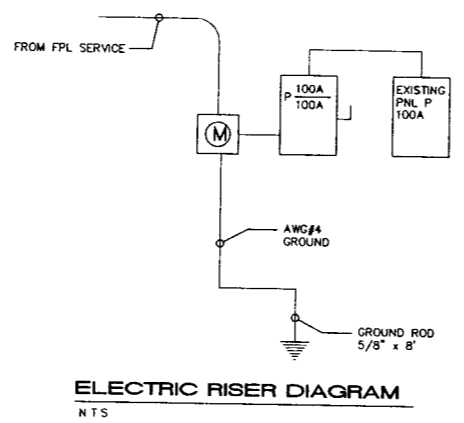 FROM FPL SERVICE
P 100A
100A
EXISTING
PNL P
100A
M
AWG#4
GROUND
GROUND ROD
5/8" x 8'
ELECTRIC RISER DIAGRAM
NTS